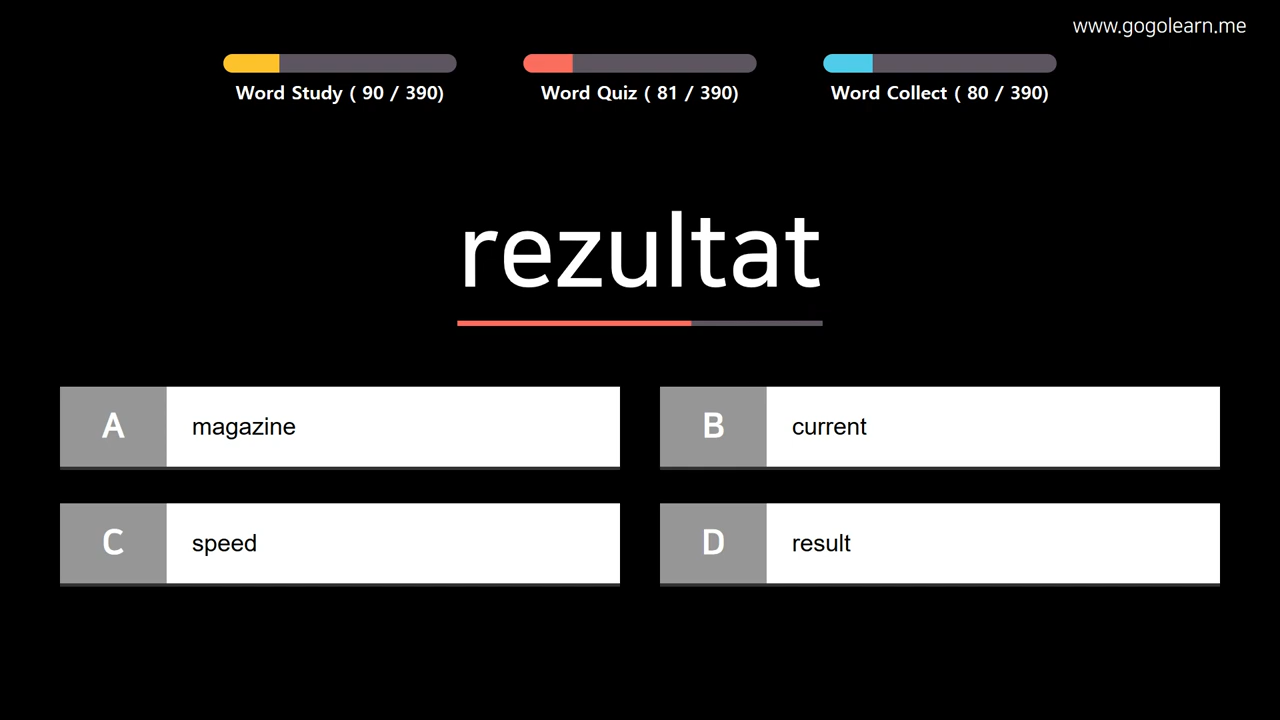 www.gogolearn.me
Word Study ( 90 / 390)
Word Quiz ( 81 / 390)
Word Collect ( 80 / 390)
rezultat
A magazine
B current
C speed
D result